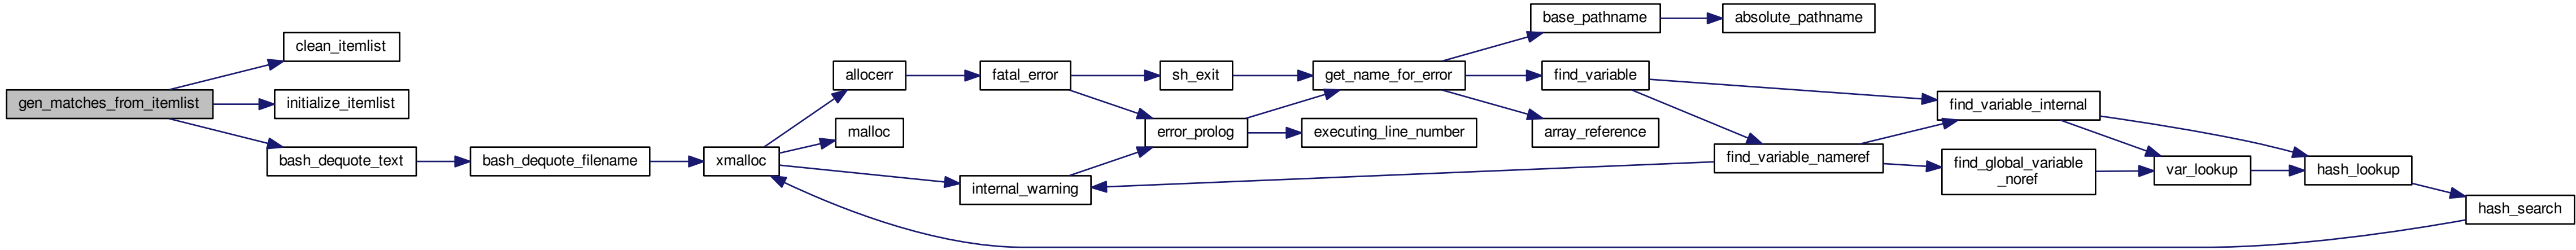 gen_matches_from_itemlist
clean_itemlist
initialize_itemlist
bash_dequote_text
bash_dequote_filename
xmalloc
allocerr
malloc
internal_warning
fatal_error
sh_exit
error_prolog
get_name_for_error
executing_line_number
base_pathname
absolute_pathname
find_variable
array_reference
find_variable_nameref
find_variable_internal
find_global_variable
_noref
var_lookup
hash_lookup
hash_search